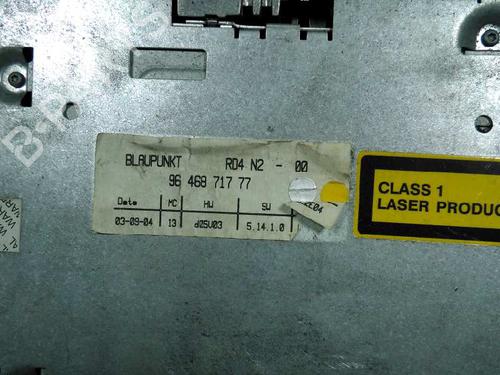 BLAUPUNKT RD4 N2 - 00
96 468 717 77
Date MC HW SW
03-09-04 13 d05V03 5.14.1.0
CLASS 1
LASER PRODUC